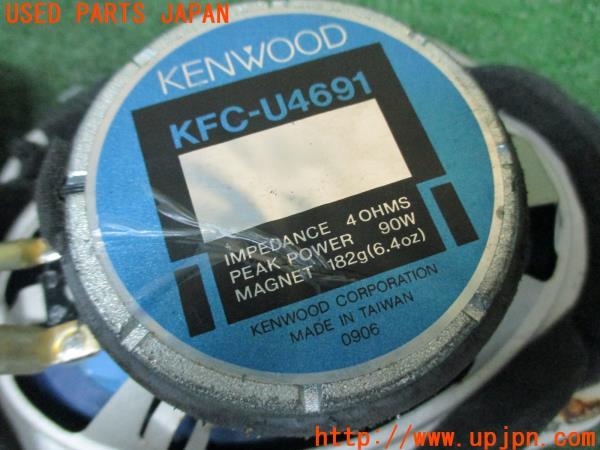 USED PARTS JAPAN
KENWOOD
KFC-U4691
IMPEDANCE 4 OHMS
PEAK POWER 90W
MAGNET 182g(6.4oz)
KENWOOD CORPORATION
MADE IN TAIWAN
0906
http://www.upjpn.com/